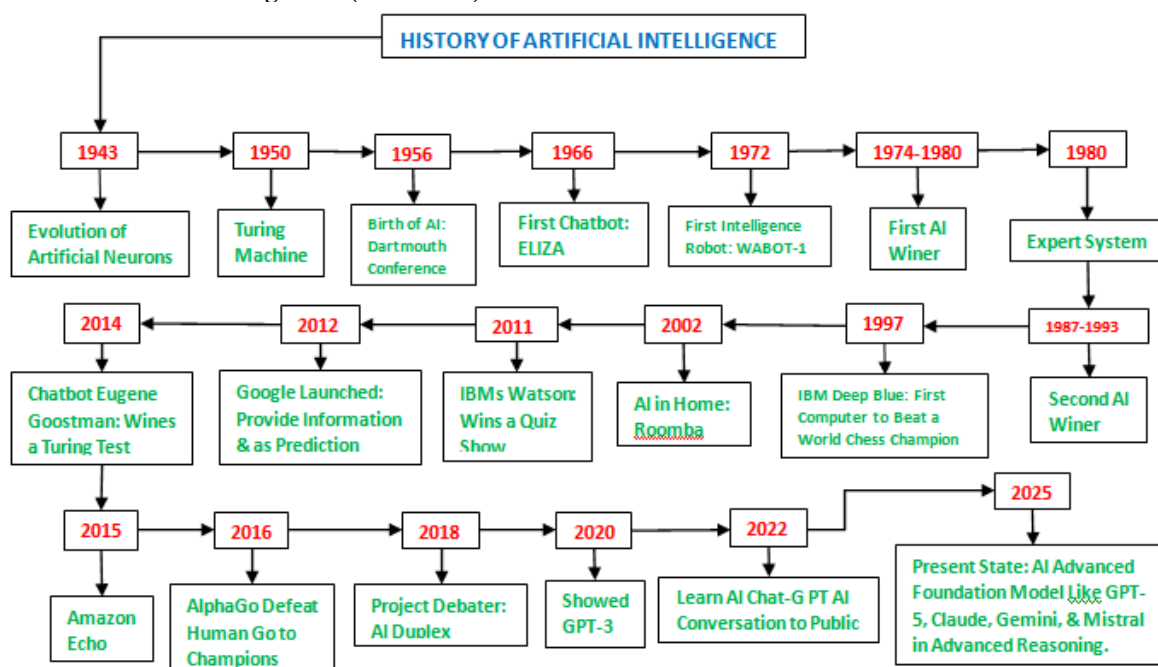 HISTORY OF ARTIFICIAL INTELLIGENCE
1943
1950
1956
1966
1972
1974-1980
1980
Evolution of
Artificial Neurons
Turing
Machine
Birth of AI:
Dartmouth
Conference
First Chatbot:
ELIZA
First Intelligence
Robot: WABOT-1
First AI
Winer
Expert System
2014
2012
2011
2002
1997
1987-1993
Chatbot Eugene
Goostman: Wines
a Turing Test
Google Launched:
Provide Information
& as Prediction
IBMs Watson:
Wins a Quiz
Show
AI in Home:
Roomba
IBM Deep Blue: First
Computer to Beat a
World Chess Champion
Second AI
Winer
2015
2016
2018
2020
2022
2025
Amazon
Echo
AlphaGo Defeat
Human Go to
Champions
Project Debater:
AI Duplex
Showed
GPT-3
Learn AI Chat-G PT AI
Conversation to Public
Present State: AI Advanced
Foundation Model Like GPT-
5, Claude, Gemini, & Mistral
in Advanced Reasoning.